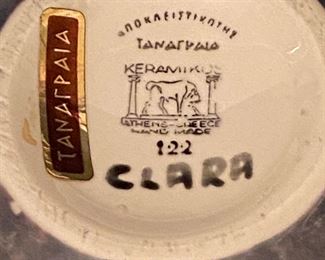 ΑΠΟΚΛΕΙΣΤΙΚΟΤΗΣ
ΤΑΝΑΓΡΑΙΑ
KERAMIKOS
ATHENS-GREECE
HAND MADE
122
CLARA
ΤΑΝΑΓΡΑΙΑ